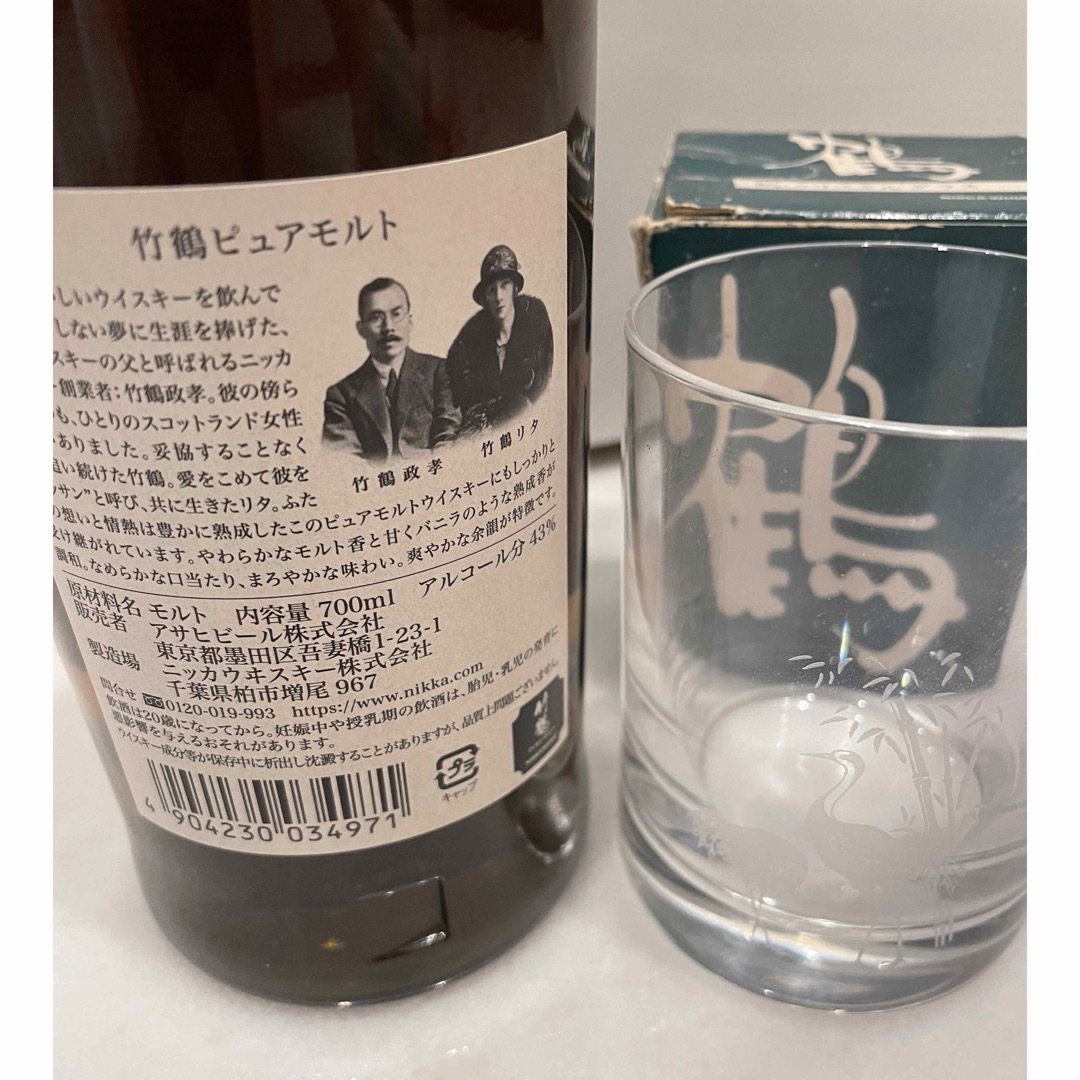 竹鶴ピュアモルト
しいウイスキーを飲んで
しない夢に生涯を捧げた、
スキーの父と呼ばれるニッカ
創業者：竹鶴政孝。彼の傍ら
も、ひとりのスコットランド女性
ありました。妥協することなく
追い続けた竹鶴。愛をこめて彼を
サン”と呼び、共に生きたリタ。ふた
の想いと情熱は豊かに熟成したこのピュアモルトウイスキーにもしっかりと
受け継がれています。やわらかなモルト香と甘くバニラのような熟成香が
調和。なめらかな口当たり、まろやかな味わい。爽やかな余韻が特徴です。
竹鶴政孝
竹鶴リタ
原材料名 モルト 内容量 700ml アルコール分 43%
販売者 アサヒビール株式会社
東京都墨田区吾妻橋1-23-1
製造場 ニッカウヰスキー株式会社
千葉県柏市増尾 967
問合せ 0120-019-993 https://www.nikka.com
飲酒は20歳になってから。妊娠中や授乳期の飲酒は、胎児・乳児の発育に
悪影響を与えるおそれがあります。
ウイスキー成分等が保存中に析出し沈澱することがありますが、品質上問題ございません。
プラ
キャップ
竹鶴
4 904230 034971
鶴
鶴